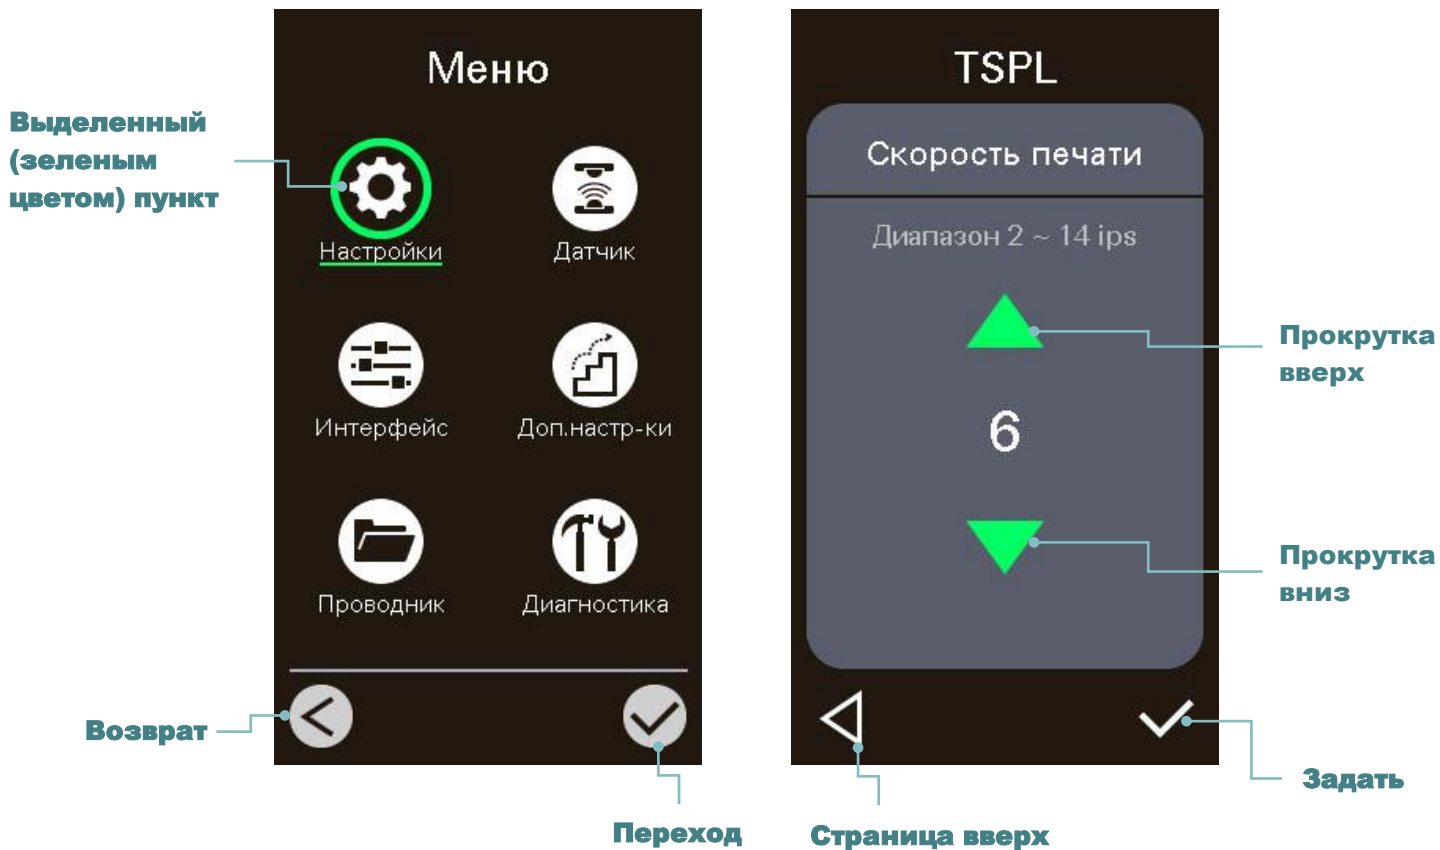 Меню
Выделенный
(зеленым
цветом) пункт
Настройки
Датчик
Интерфейс
Доп.настр-ки
Проводник
Диагностика
Возврат
Переход
TSPL
Скорость печати
Диапазон 2 ~ 14 ips
6
Прокрутка
вверх
Прокрутка
вниз
Страница вверх
Задать